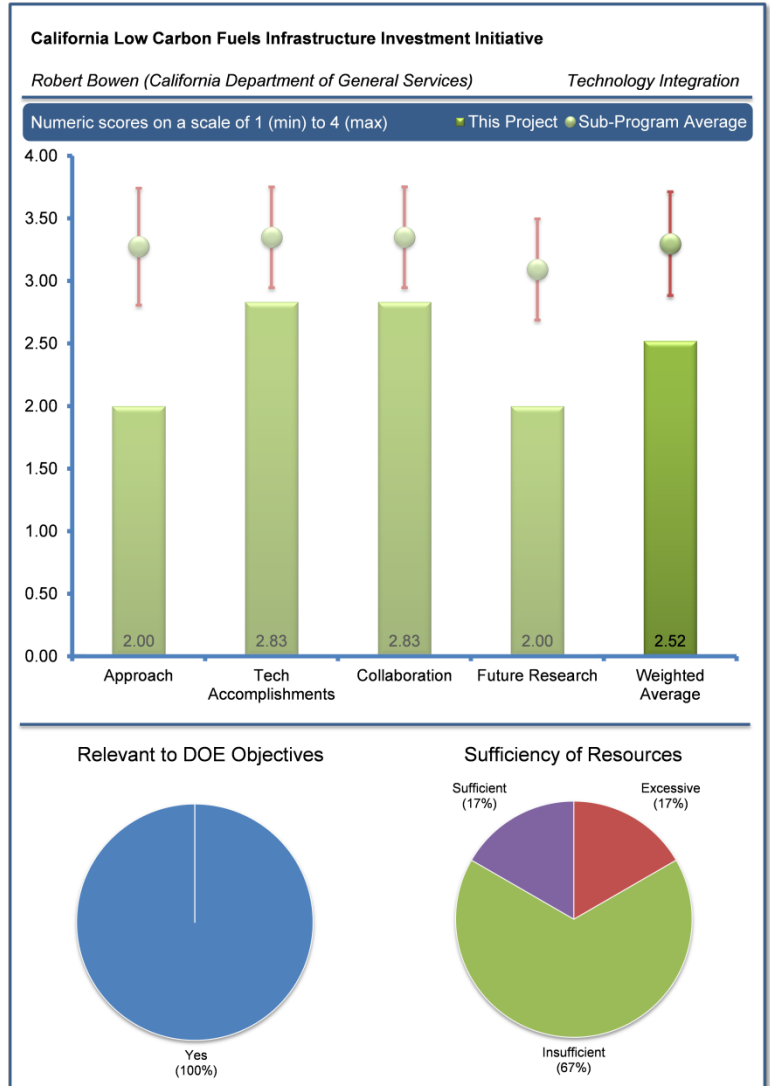 California Low Carbon Fuels Infrastructure Investment Initiative
Robert Bowen (California Department of General Services) Technology Integration
Numeric scores on a scale of 1 (min) to 4 (max) This Project Sub-Program Average
4.00
3.50
3.00
2.50
2.00
1.50
1.00
0.50
0.00
2.00 2.83 2.83 2.00 2.52
Approach Tech Collaboration Future Research Weighted
Accomplishments Average
Relevant to DOE Objectives
Yes
(100%)
Sufficiency of Resources
Sufficient
(17%)
Excessive
(17%)
Insufficient
(67%)